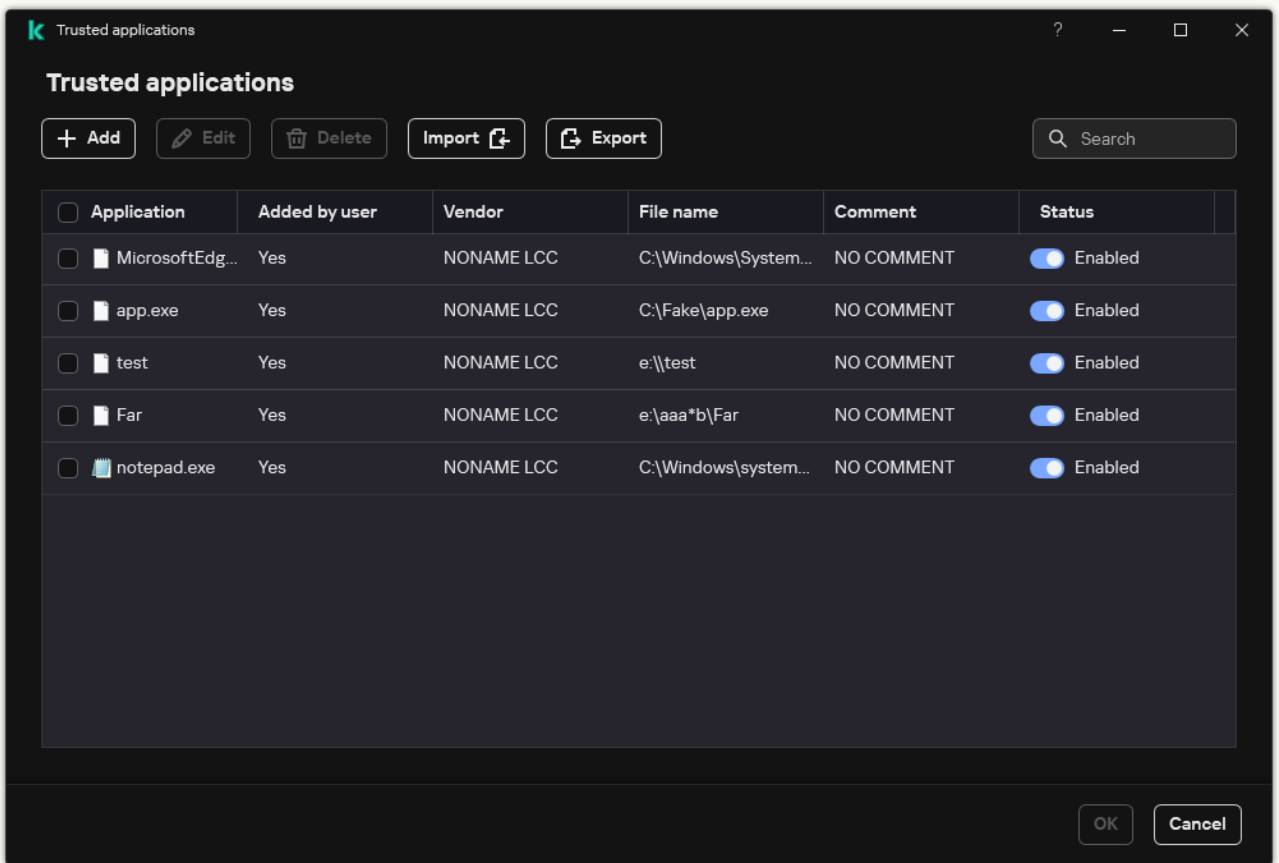 Trusted applications
?
Trusted applications
Add Edit Delete Import Export Search
Application Added by user Vendor File name Comment Status
MicrosoftEdg... Yes NONAME LCC C:\Windows\System... NO COMMENT Enabled
app.exe Yes NONAME LCC C:\Fake\app.exe NO COMMENT Enabled
test Yes NONAME LCC e:\\test NO COMMENT Enabled
Far Yes NONAME LCC e:\aaa*b\Far NO COMMENT Enabled
notepad.exe Yes NONAME LCC C:\Windows\system... NO COMMENT Enabled
OK Cancel